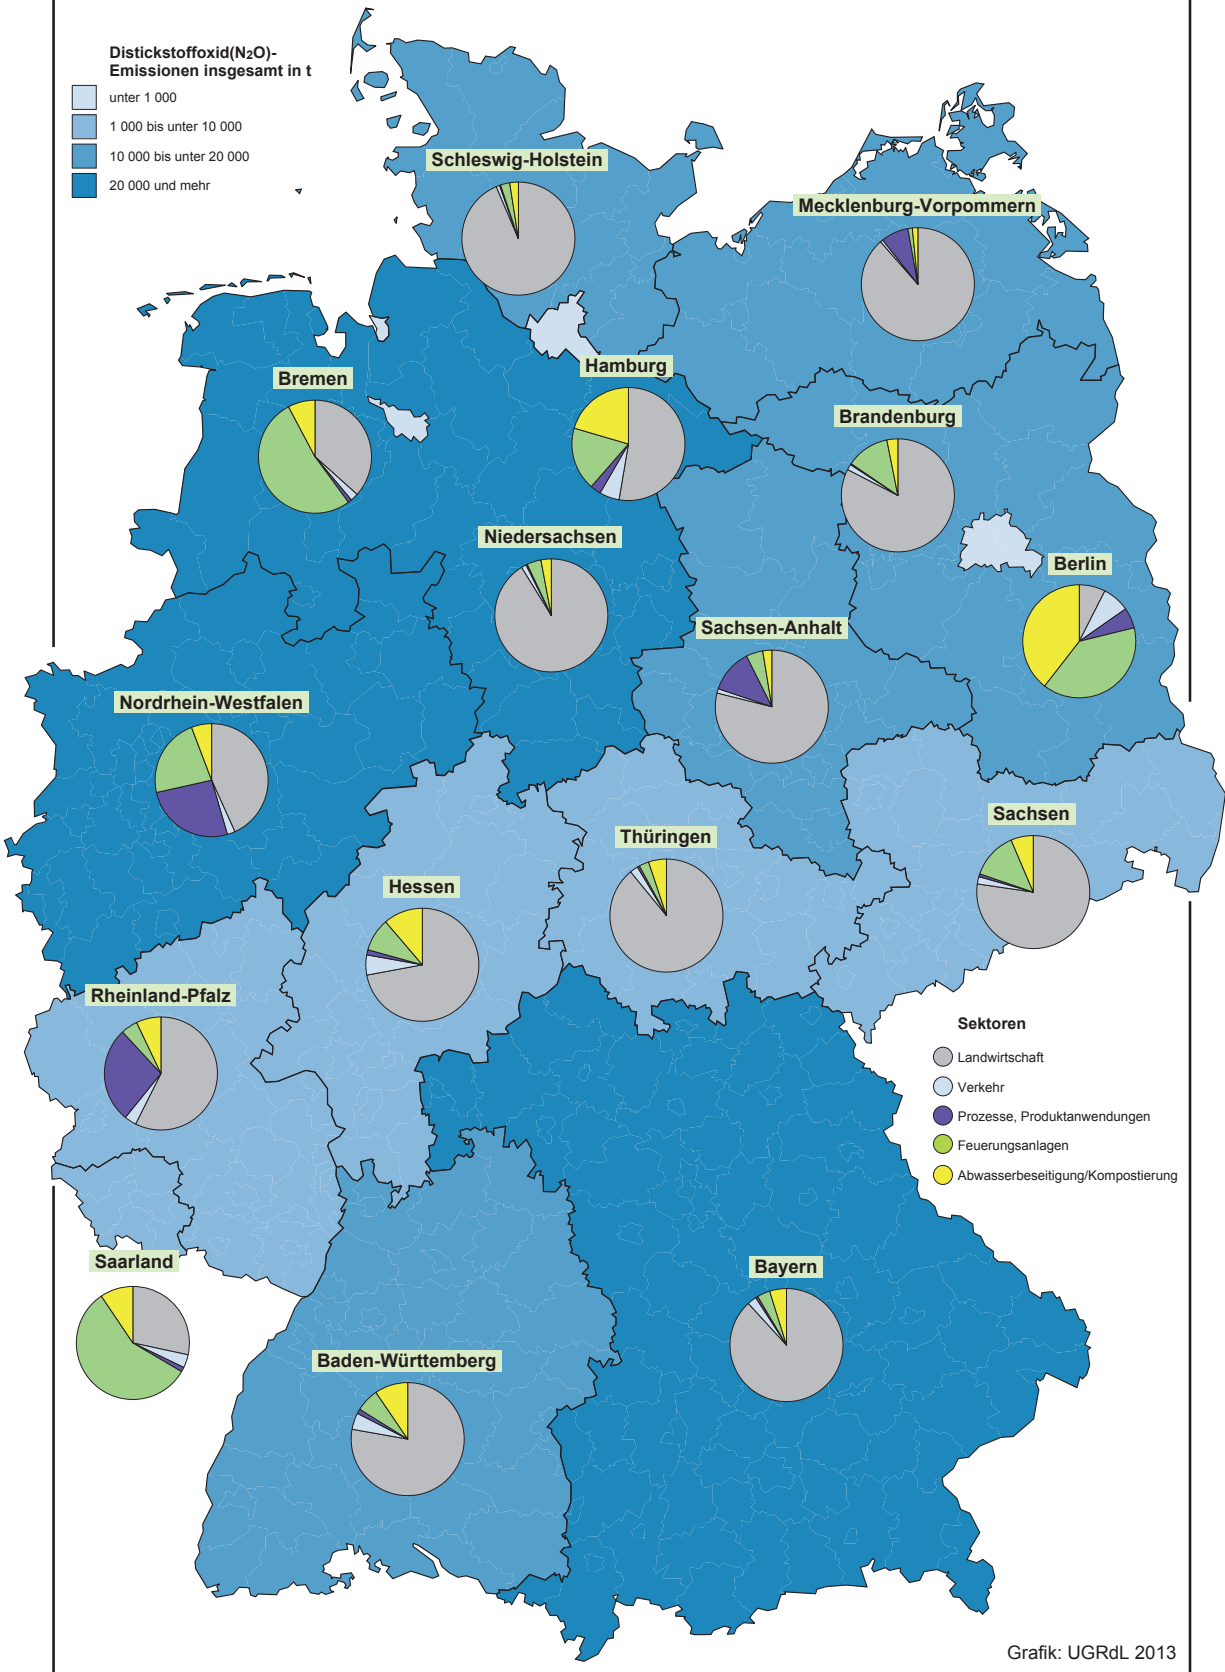 Distickstoffoxid(N2O)-
Emissionen insgesamt in t
unter 1 000
1 000 bis unter 10 000
10 000 bis unter 20 000
20 000 und mehr
Schleswig-Holstein
Mecklenburg-Vorpommern
Hamburg
Bremen
Brandenburg
Niedersachsen
Berlin
Sachsen-Anhalt
Nordrhein-Westfalen
Sachsen
Thüringen
Hessen
Rheinland-Pfalz
Sektoren
Landwirtschaft
Verkehr
Prozesse, Produktanwendungen
Feuerungsanlagen
Abwasserbeseitigung/Kompostierung
Saarland
Bayern
Baden-Württemberg
Grafik: UGRdL 2013